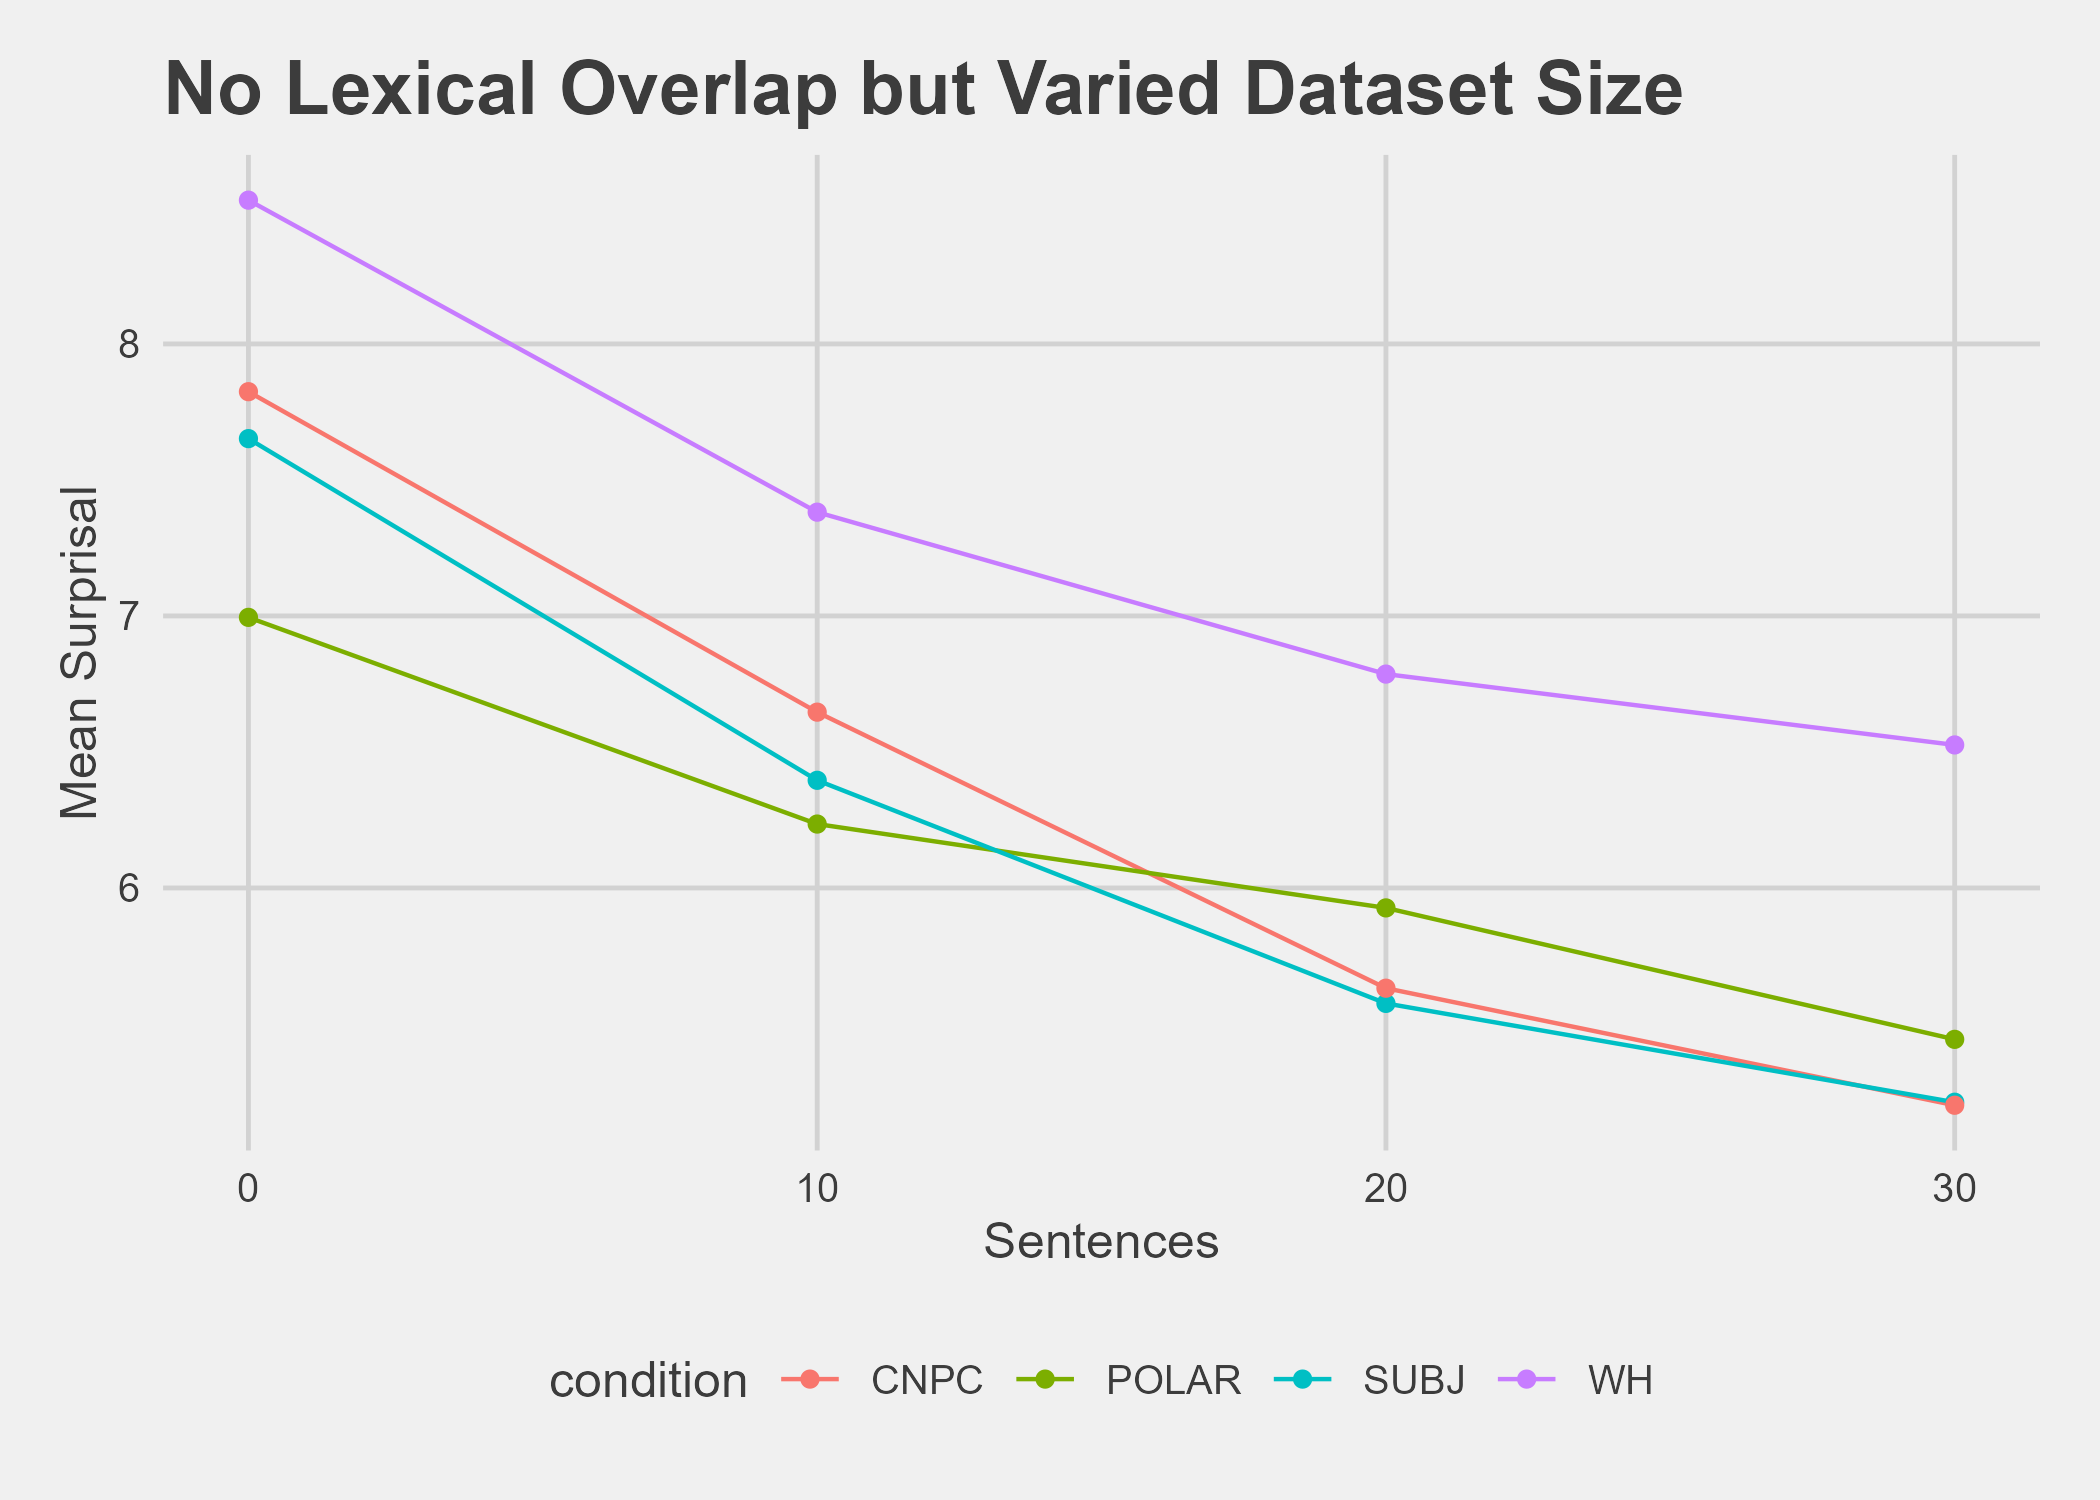 No Lexical Overlap but Varied Dataset Size
Mean Surprisal
8
7
6
0 10 20 30
Sentences
condition CNPC POLAR SUBJ WH